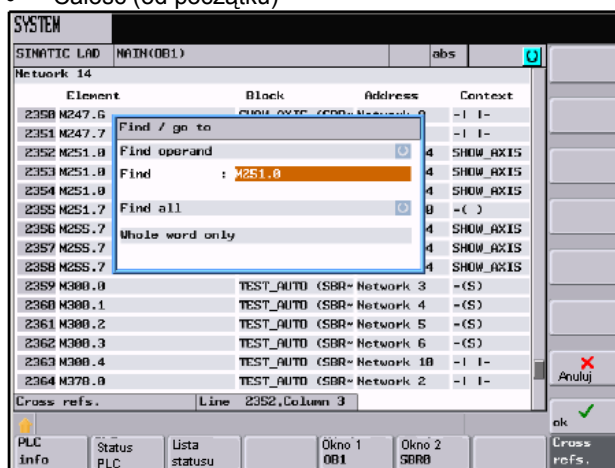 Całość (od początku)
SYSTEM
SIMATIC LAD MAIN(OB1) abs
Network 14
Element Block Address Context
2350 M247.6 -| |-
2351 M247.7 -| |-
2352 M251.0 4 SHOW_AXIS
2353 M251.0 4 SHOW_AXIS
2354 M251.0 4 SHOW_AXIS
2355 M251.7 0 -( )
2356 M255.7 4 SHOW_AXIS
2357 M255.7 4 SHOW_AXIS
2358 M255.7 4 SHOW_AXIS
2359 M300.0 TEST_AUTO (SBR~ Network 3 -(S)
2360 M300.1 TEST_AUTO (SBR~ Network 4 -(S)
2361 M300.2 TEST_AUTO (SBR~ Network 5 -(S)
2362 M300.3 TEST_AUTO (SBR~ Network 6 -(S)
2363 M300.4 TEST_AUTO (SBR~ Network 10 -| |-
2364 M370.0 TEST_AUTO (SBR~ Network 2 -| |-
Find / go to
Find operand
Find : M251.0
Find all
Whole word only
Cross refs. Line 2352,Column 3
Anuluj
ok
PLC info
Status PLC
Lista statusu
Okno 1 OB1
Okno 2 SBR0
Cross refs.